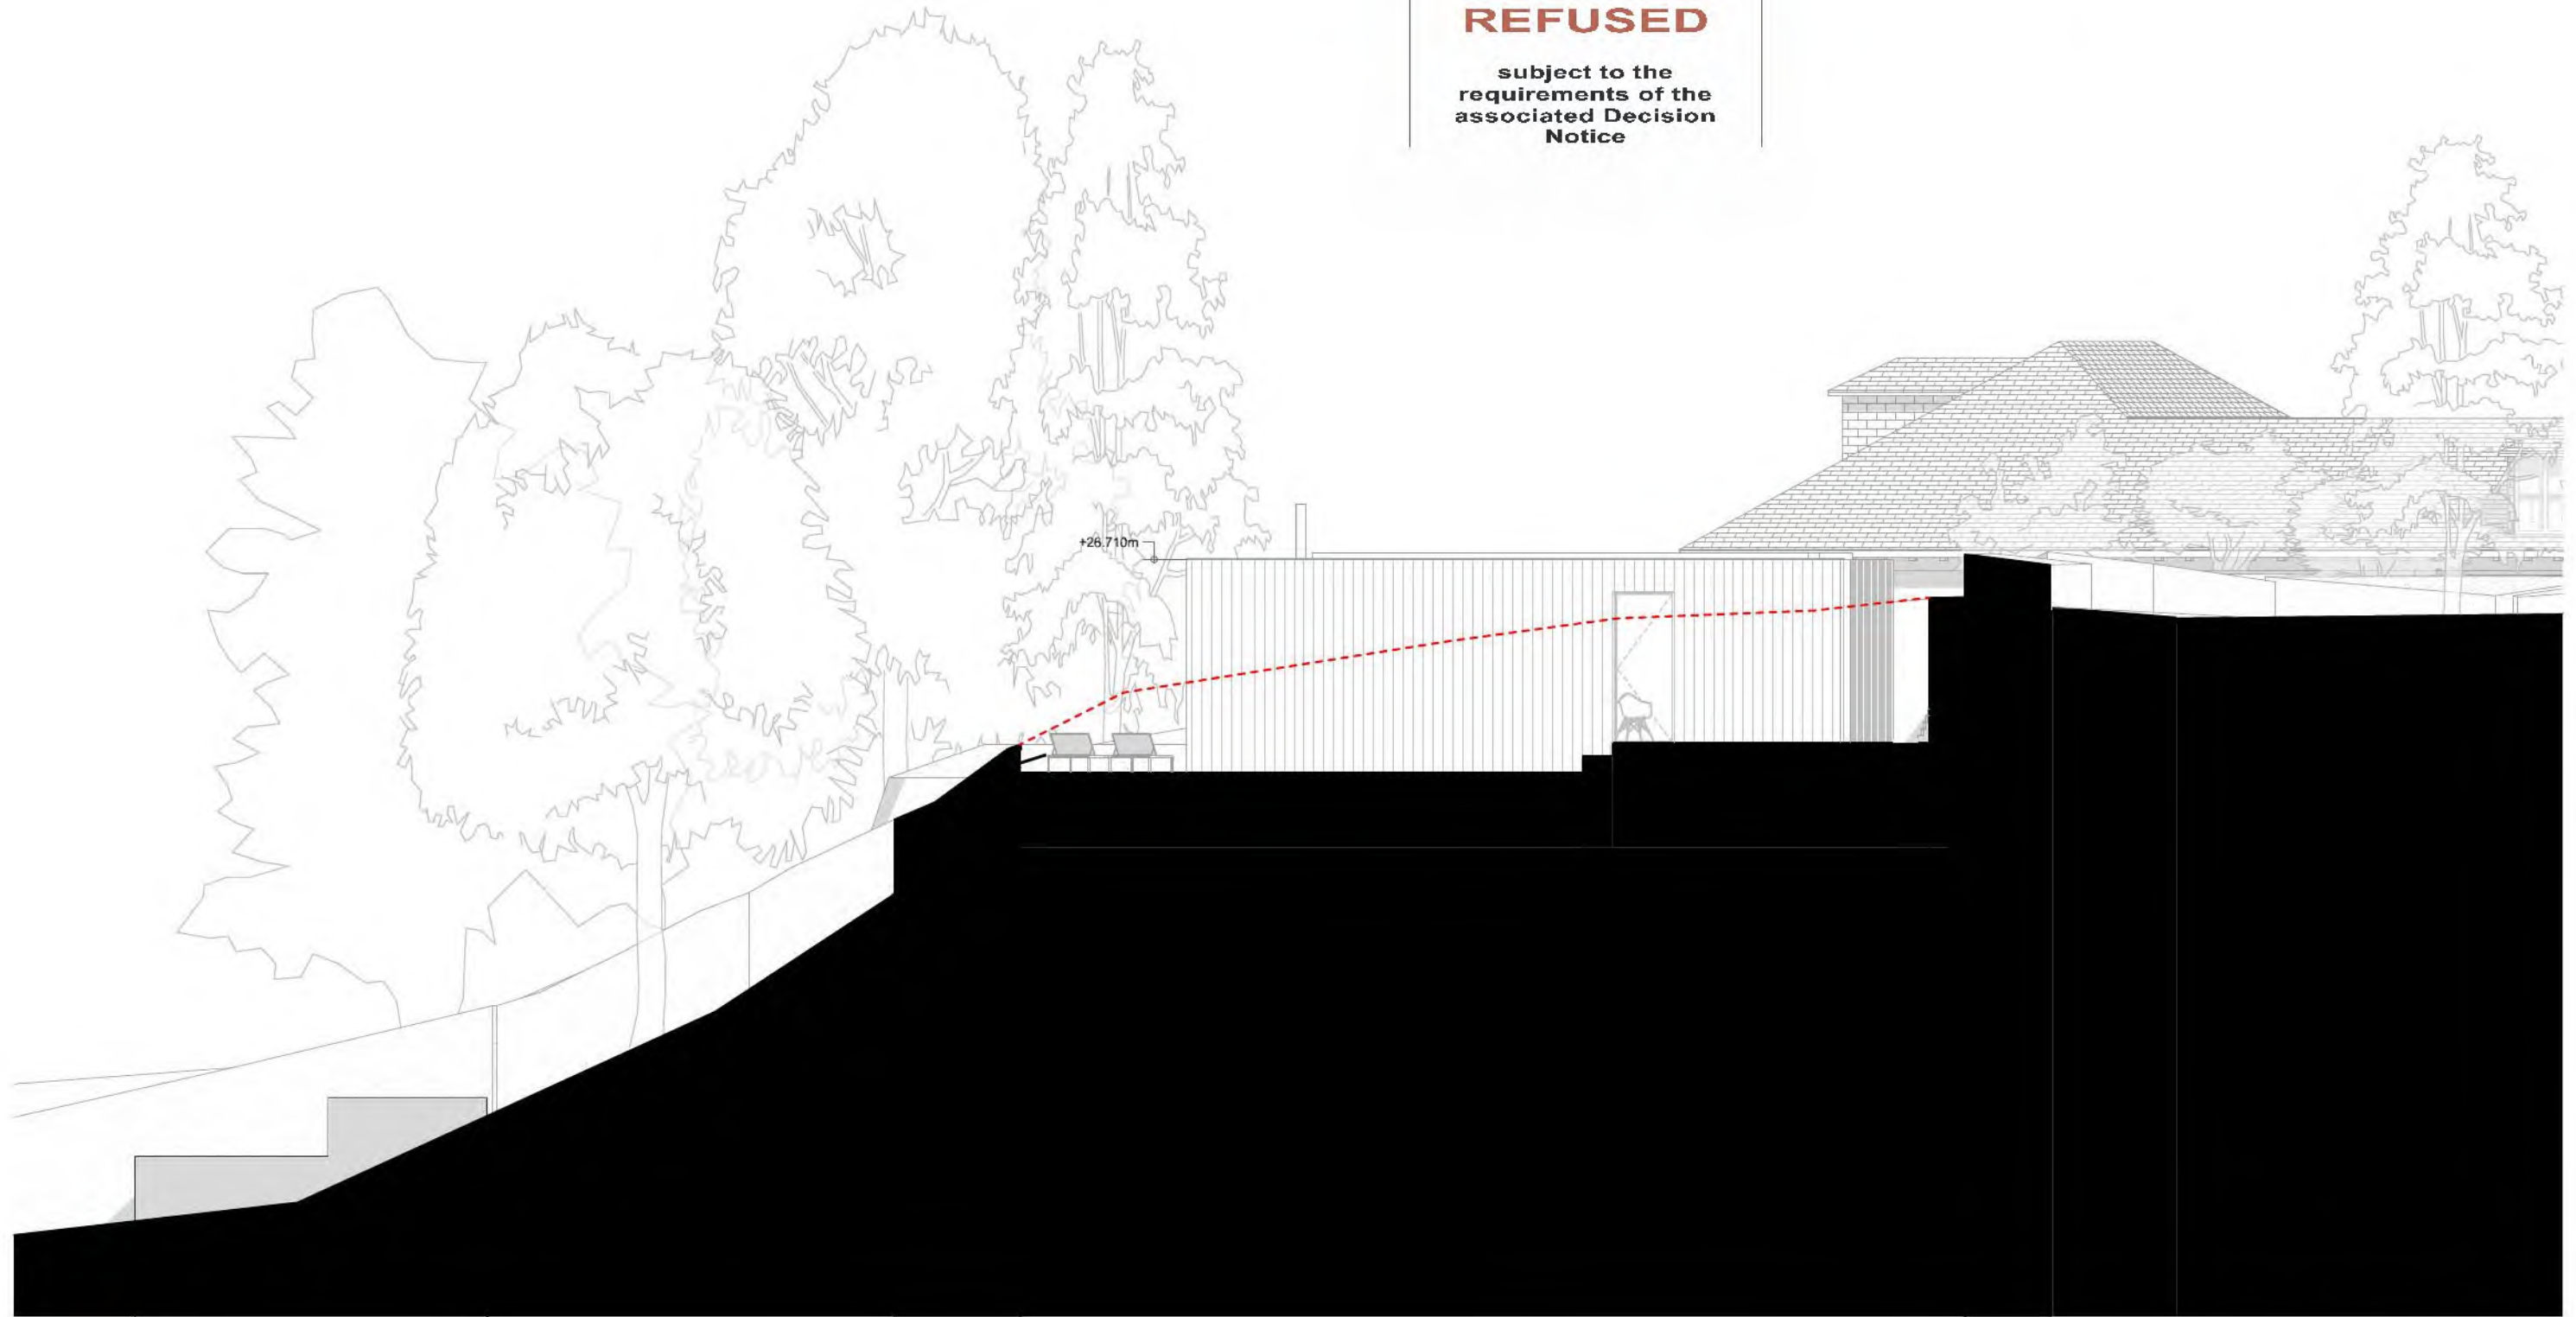 REFUSED
subject to the
requirements of the
associated Decision
Notice
+26.710m